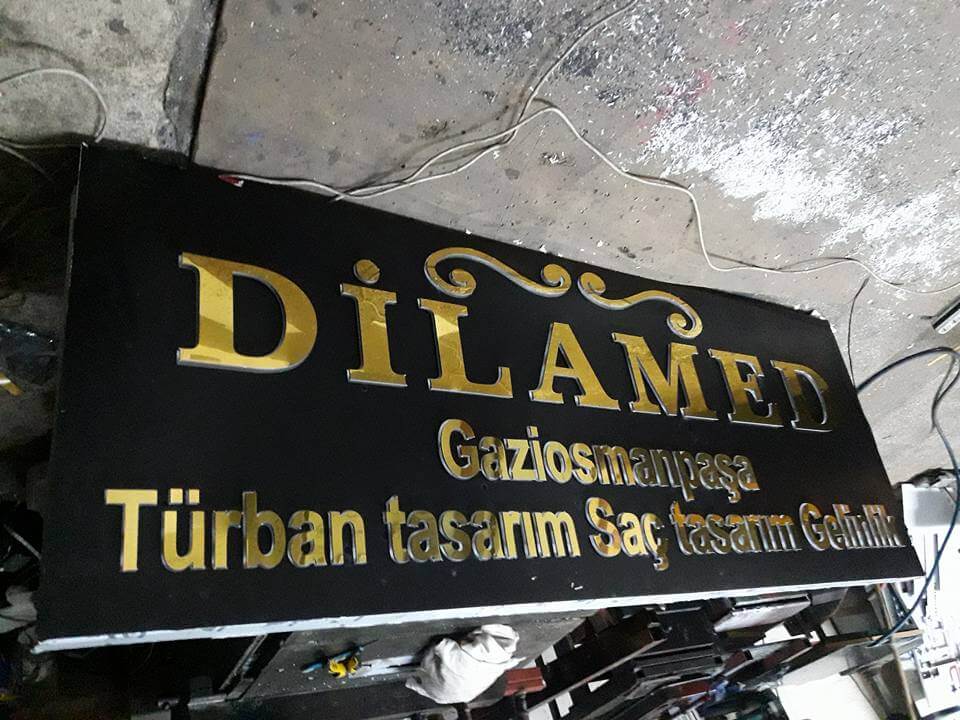 DİLAMED
Gaziosmanpaşa
Türban tasarım Saç tasarım Gelinlik